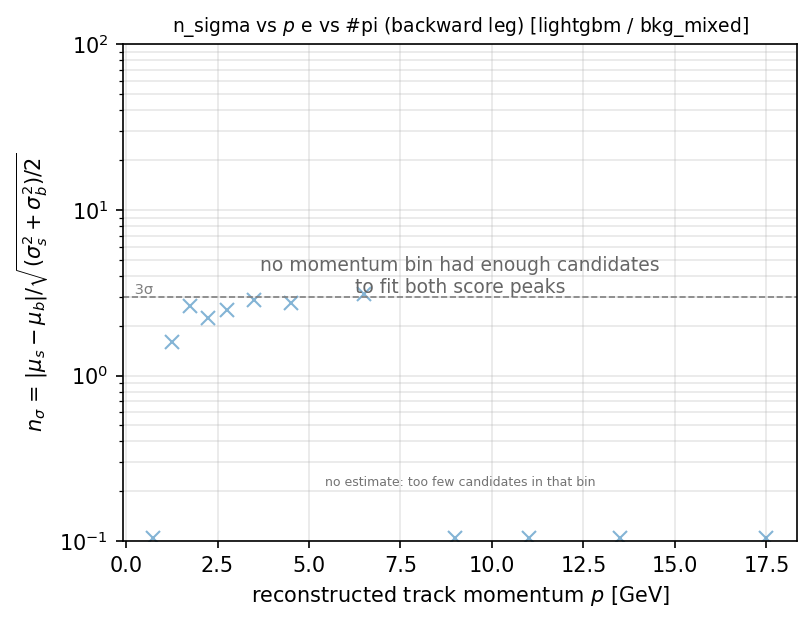 n_sigma vs p e vs #pi (backward leg) [lightgbm / bkg_mixed]
10²
10¹
10⁰
10⁻¹
n_σ = |μ_s − μ_b|/√(σ_s² + σ_b²)/2
3σ
no momentum bin had enough candidates
to fit both score peaks
no estimate: too few candidates in that bin
0.0 2.5 5.0 7.5 10.0 12.5 15.0 17.5
reconstructed track momentum p [GeV]